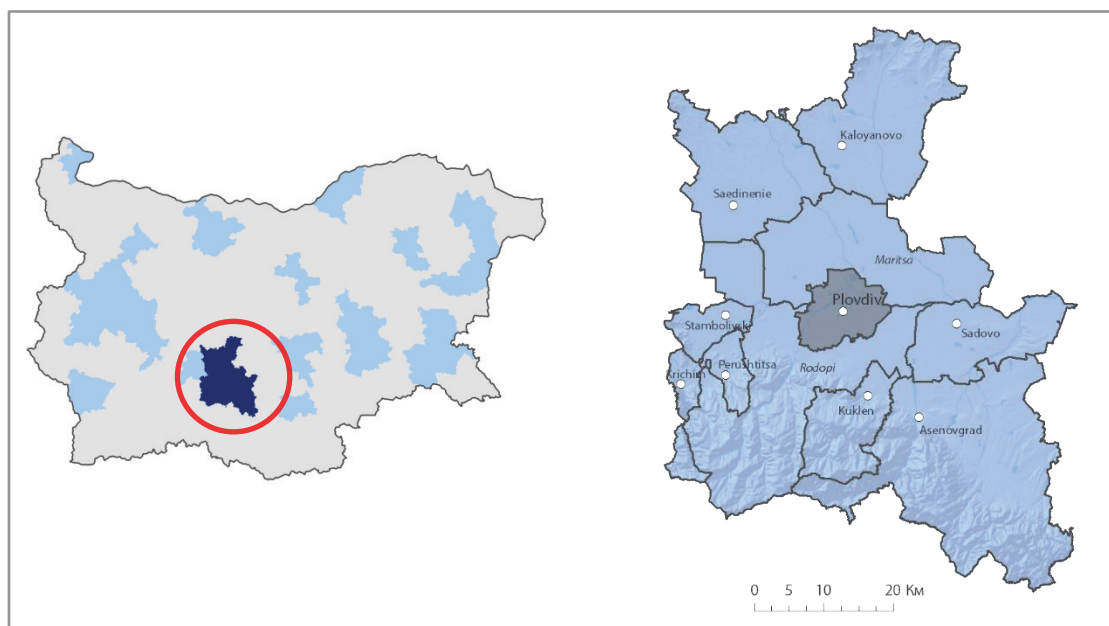 Kaloyanovo
Saedinenie
Maritsa
Plovdiv
Stamboliyski
Sadovo
Perushtitsa
Rodopi
Krichim
Kuklen
Asenovgrad
0 5 10 20 Км